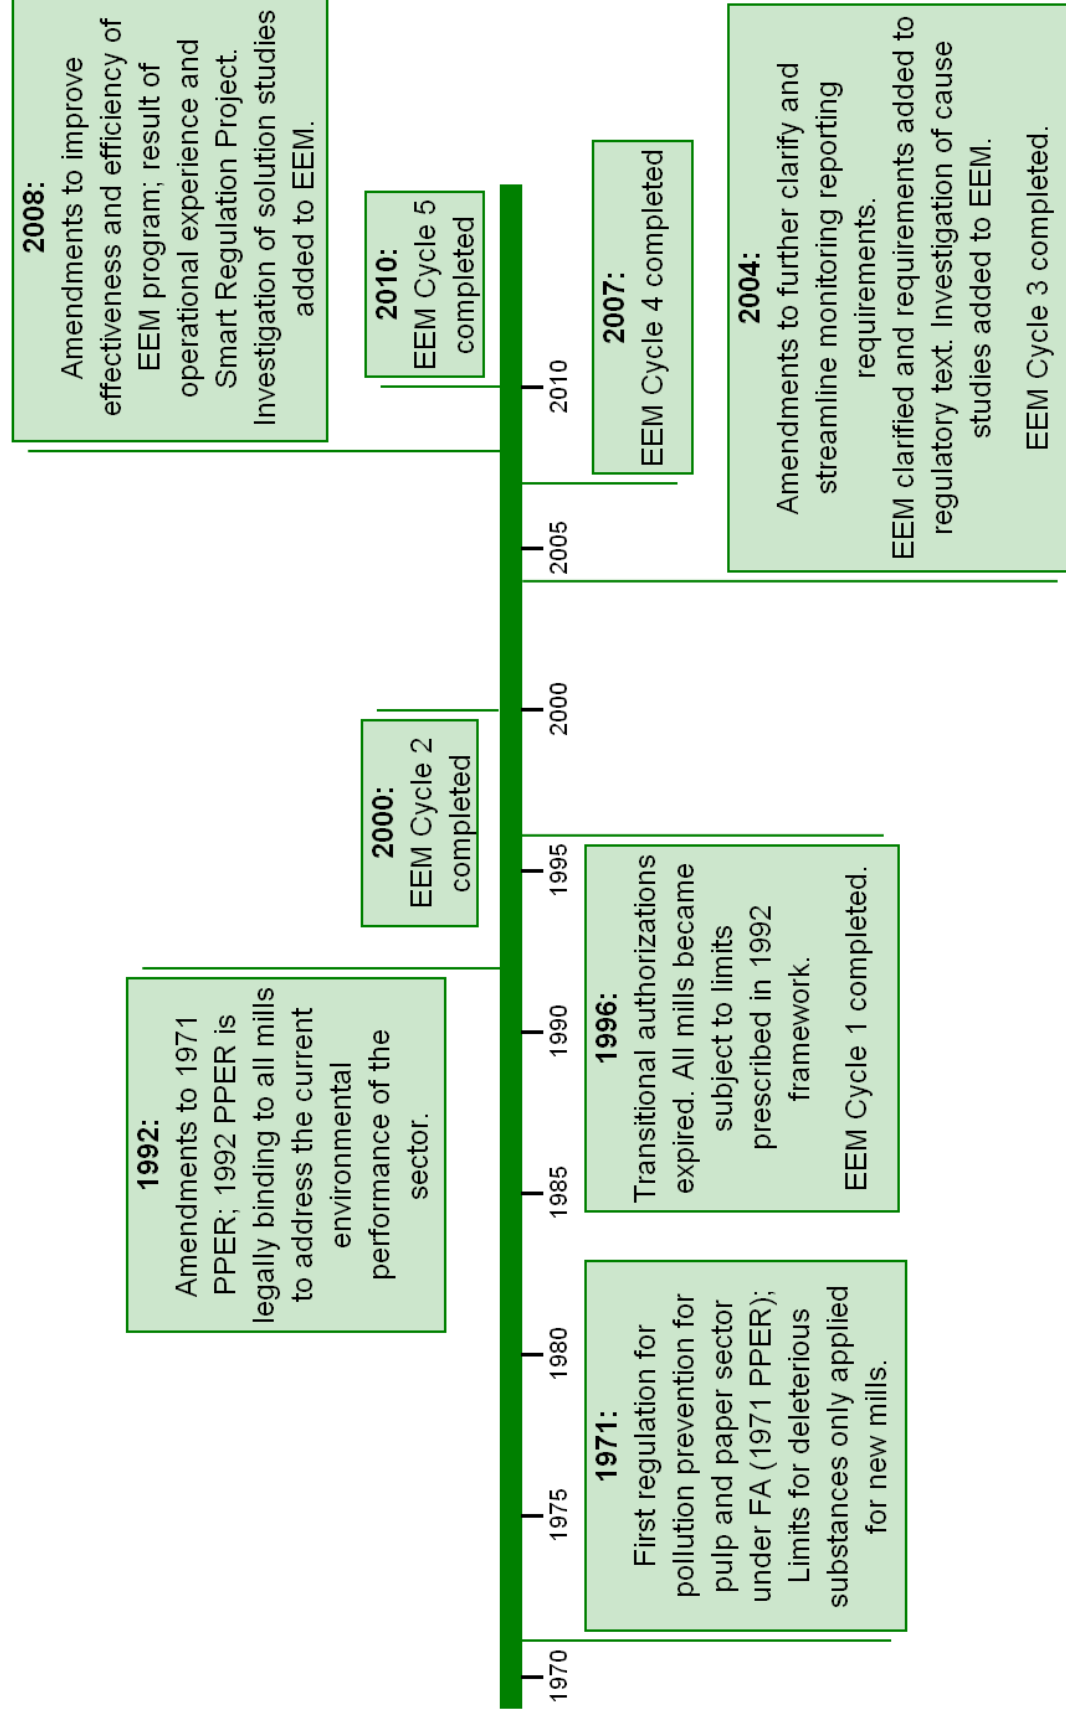 1992:
Amendments to 1971
PPER; 1992 PPER is
legally binding to all mills
to address the current
environmental
performance of the
sector.
2000:
EEM Cycle 2
completed
2008:
Amendments to improve
effectiveness and efficiency of
EEM program; result of
operational experience and
Smart Regulation Project.
Investigation of solution studies
added to EEM.
2010:
EEM Cycle 5
completed
1970
1975
1980
1985
1990
1995
2000
2005
2010
1971:
First regulation for
pollution prevention for
pulp and paper sector
under FA (1971 PPER);
Limits for deleterious
substances only applied
for new mills.
1996:
Transitional authorizations
expired. All mills became
subject to limits
prescribed in 1992
framework.
EEM Cycle 1 completed.
2004:
Amendments to further clarify and
streamline monitoring reporting
requirements.
EEM clarified and requirements added to
regulatory text. Investigation of cause
studies added to EEM.
EEM Cycle 3 completed.
2007:
EEM Cycle 4 completed